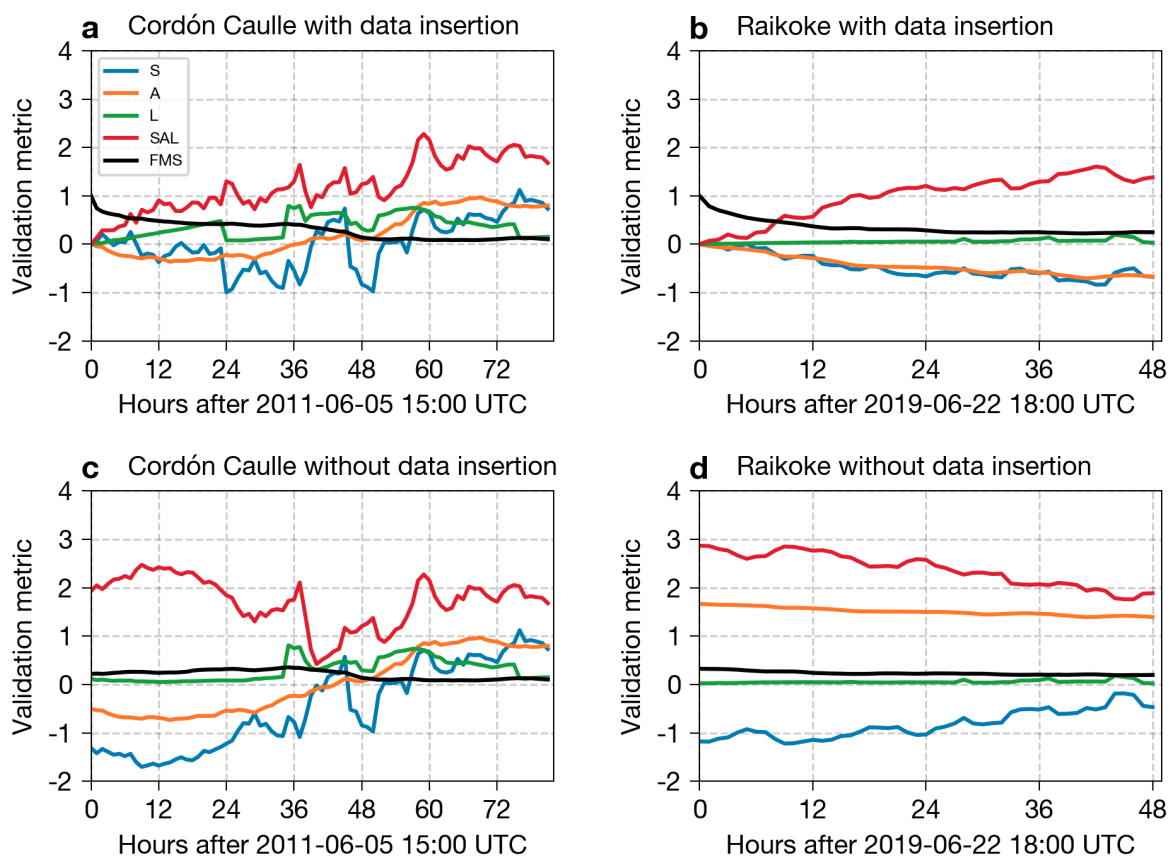 a Cordón Caulle with data insertion
4
3
2
1
0
-1
-2
Validation metric
S
A
L
SAL
FMS
0 12 24 36 48 60 72
Hours after 2011-06-05 15:00 UTC
b Raikoke with data insertion
4
3
2
1
0
-1
-2
Validation metric
0 12 24 36 48
Hours after 2019-06-22 18:00 UTC
c Cordón Caulle without data insertion
4
3
2
1
0
-1
-2
Validation metric
0 12 24 36 48 60 72
Hours after 2011-06-05 15:00 UTC
d Raikoke without data insertion
4
3
2
1
0
-1
-2
Validation metric
0 12 24 36 48
Hours after 2019-06-22 18:00 UTC